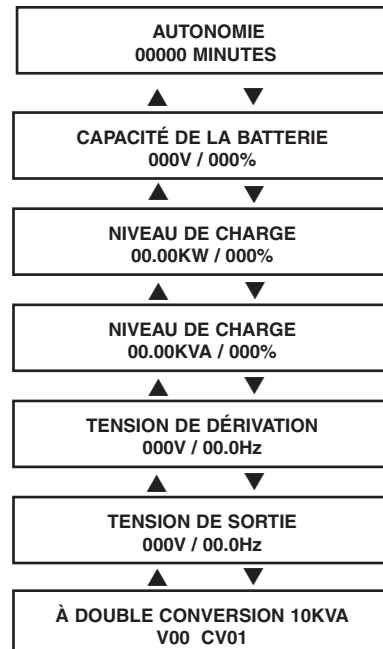 AUTONOMIE
00000 MINUTES
CAPACITÉ DE LA BATTERIE
000V / 000%
NIVEAU DE CHARGE
00.00KW / 000%
NIVEAU DE CHARGE
00.00KVA / 000%
TENSION DE DÉRIVATION
000V / 00.0Hz
TENSION DE SORTIE
000V / 00.0Hz
À DOUBLE CONVERSION 10KVA
V00 CV01